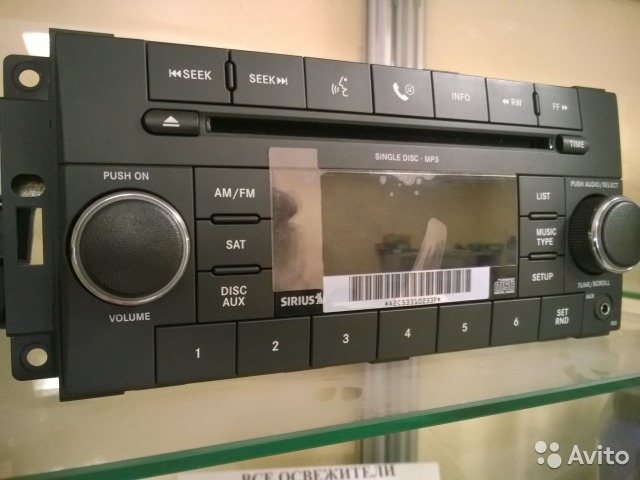 ⏮SEEK
SEEK⏭
INFO
◂◂ RW
FF ▸▸
TIME
SINGLE DISC · MP3
PUSH ON
VOLUME
AM/FM
SAT
DISC
AUX
SIRIUS
*A2C53310233P*
LIST
MUSIC
TYPE
SETUP
PUSH AUDIO/SELECT
TUNE/SCROLL
AUX
1
2
3
4
5
6
SET
RND
ВСЕ ОСВЕЖИТЕЛИ
Avito